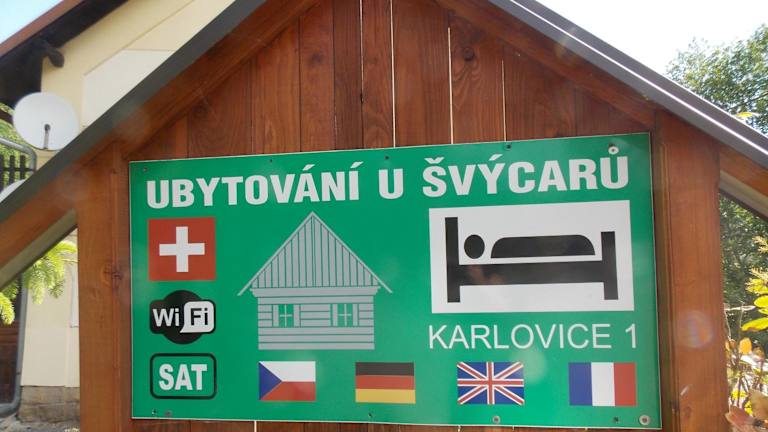 UBYTOVÁNÍ U ŠVÝCARŮ
WiFi
KARLOVICE 1
SAT